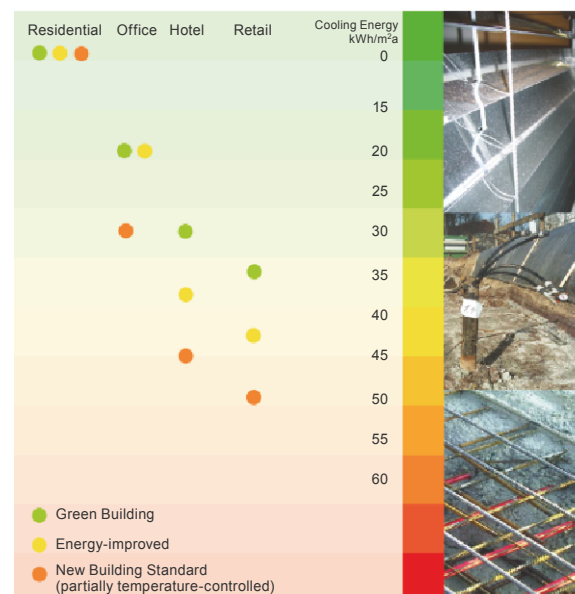 Residential Office Hotel Retail
Cooling Energy
kWh/m²a
0
15
20
25
30
35
40
45
50
55
60
Green Building
Energy-improved
New Building Standard
(partially temperature-controlled)